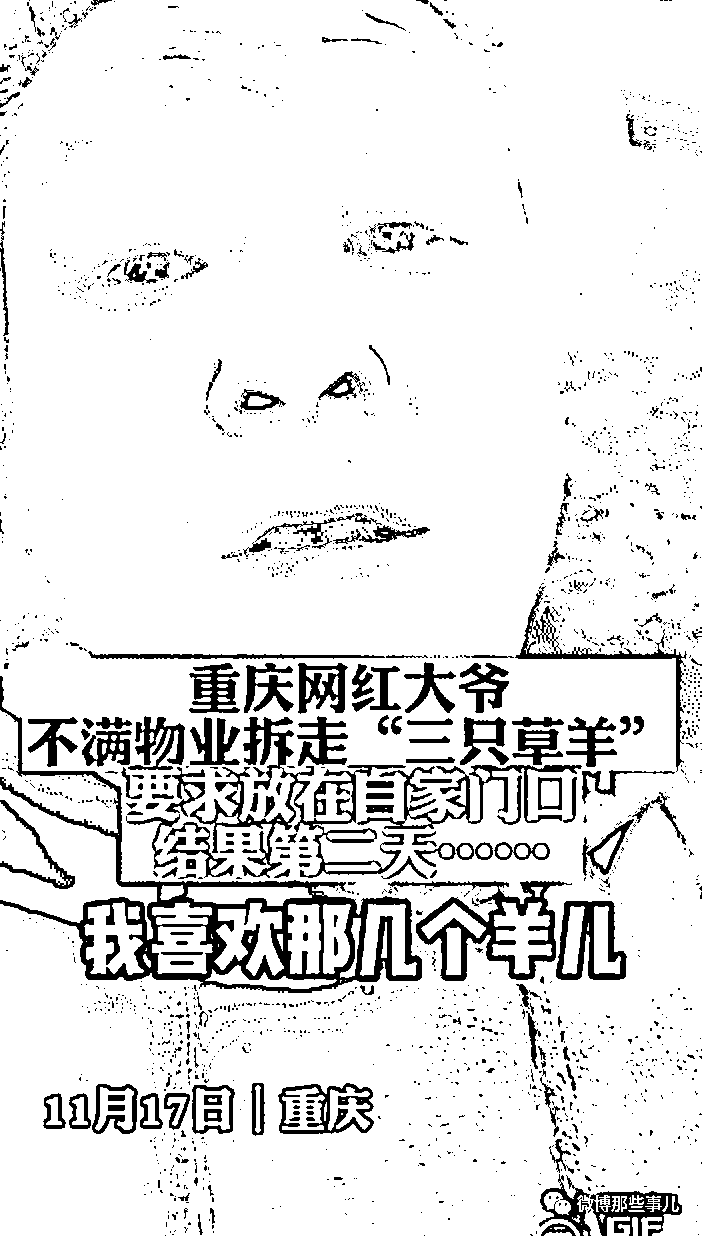 重庆网红大爷
不满物业拆走“三只草羊”
要求放在自家门口
结果第二天……
我喜欢那几个羊儿
11月17日｜重庆
微博那些事儿
GIF